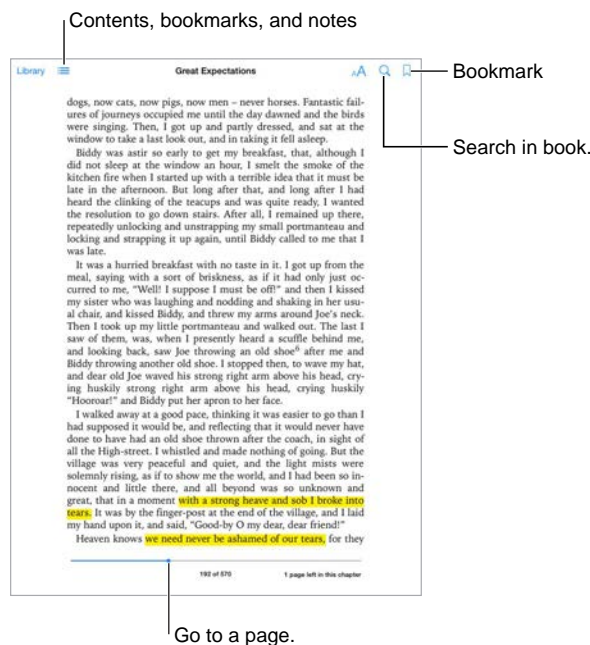 Contents, bookmarks, and notes
Library Great Expectations AA
Bookmark
Search in book.
dogs, now cats, now pigs, now men – never horses. Fantastic fail-
ures of journeys occupied me until the day dawned and the birds
were singing. Then, I got up and partly dressed, and sat at the
window to take a last look out, and in taking it fell asleep.
Biddy was astir so early to get my breakfast, that, although I
did not sleep at the window an hour, I smelt the smoke of the
kitchen fire when I started up with a terrible idea that it must be
late in the afternoon. But long after that, and long after I had
heard the clinking of the teacups and was quite ready, I wanted
the resolution to go down stairs. After all, I remained up there,
repeatedly unlocking and unstrapping my small portmanteau and
locking and strapping it up again, until Biddy called to me that I
was late.
It was a hurried breakfast with no taste in it. I got up from the
meal, saying with a sort of briskness, as if it had only just oc-
curred to me, “Well! I suppose I must be off!” and then I kissed
my sister who was laughing and nodding and shaking in her usu-
al chair, and kissed Biddy, and threw my arms around Joe’s neck.
Then I took up my little portmanteau and walked out. The last I
saw of them, was, when I presently heard a scuffle behind me,
and looking back, saw Joe throwing an old shoe⁶ after me and
Biddy throwing another old shoe. I stopped then, to wave my hat,
and dear old Joe waved his strong right arm above his head, cry-
ing huskily strong right arm above his head, crying huskily
“Hooroar!” and Biddy put her apron to her face.
I walked away at a good pace, thinking it was easier to go than I
had supposed it would be, and reflecting that it would never have
done to have had an old shoe thrown after the coach, in sight of
all the High-street. I whistled and made nothing of going. But the
village was very peaceful and quiet, and the light mists were
solemnly rising, as if to show me the world, and I had been so in-
nocent and little there, and all beyond was so unknown and
great, that in a moment with a strong heave and sob I broke into
tears. It was by the finger-post at the end of the village, and I laid
my hand upon it, and said, “Good-by O my dear, dear friend!”
Heaven knows we need never be ashamed of our tears, for they
192 of 570 1 page left in this chapter
Go to a page.